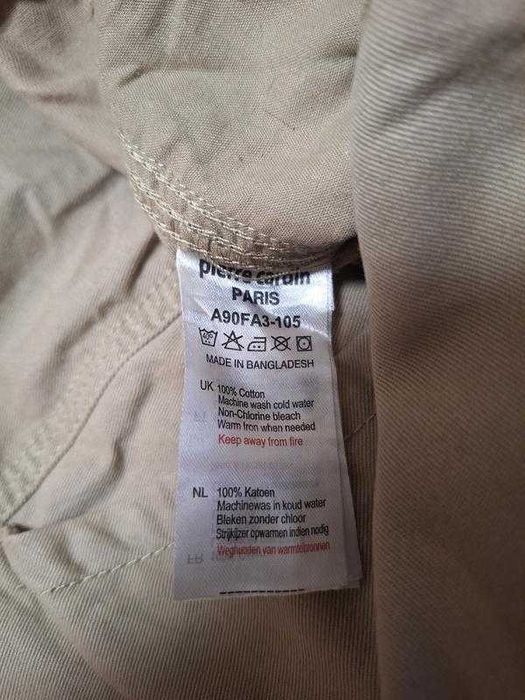 pierre cardin
PARIS
A90FA3-105
MADE IN BANGLADESH
UK 100% Cotton
Machine wash cold water
Non-Chlorine bleach
Warm Iron when needed
Keep away from fire
NL 100% Katoen
Machinewas in koud water
Bleken zonder chloor
Strijkijzer opwarmen indien nodig
Weghouden van warmtebronnen
FR